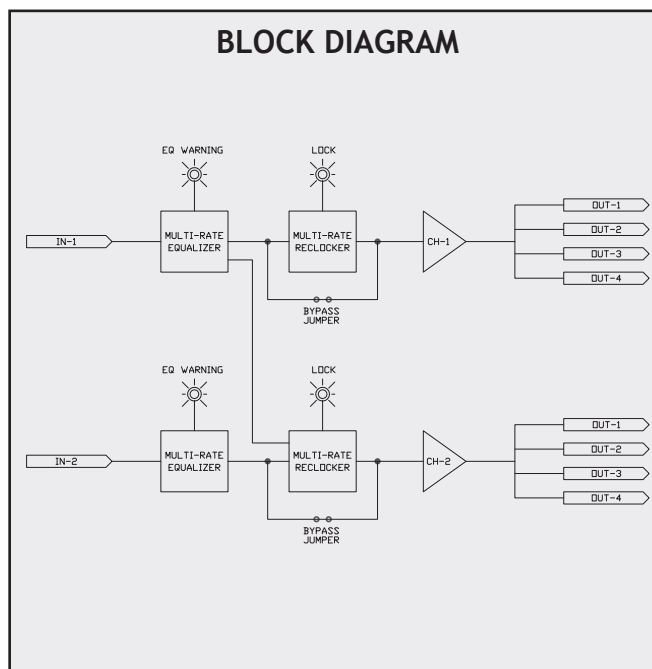 BLOCK DIAGRAM
EQ WARNING
LOCK
IN-1
MULTI-RATE
EQUALIZER
MULTI-RATE
RECLOCKER
CH-1
OUT-1
OUT-2
OUT-3
OUT-4
BYPASS
JUMPER
EQ WARNING
LOCK
IN-2
MULTI-RATE
EQUALIZER
MULTI-RATE
RECLOCKER
CH-2
OUT-1
OUT-2
OUT-3
OUT-4
BYPASS
JUMPER